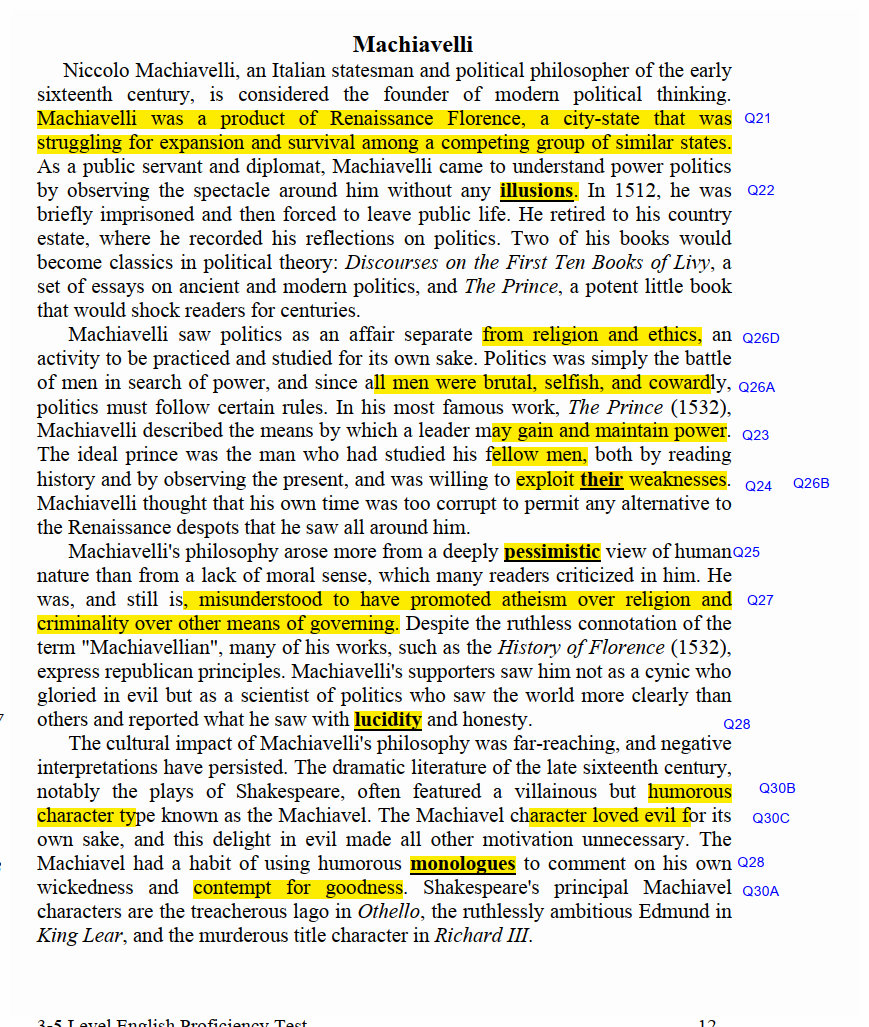 Machiavelli
Niccolo Machiavelli, an Italian statesman and political philosopher of the early
sixteenth century, is considered the founder of modern political thinking.
Machiavelli was a product of Renaissance Florence, a city-state that was Q21
struggling for expansion and survival among a competing group of similar states.
As a public servant and diplomat, Machiavelli came to understand power politics
by observing the spectacle around him without any illusions. In 1512, he was Q22
briefly imprisoned and then forced to leave public life. He retired to his country
estate, where he recorded his reflections on politics. Two of his books would
become classics in political theory: Discourses on the First Ten Books of Livy, a
set of essays on ancient and modern politics, and The Prince, a potent little book
that would shock readers for centuries.
Machiavelli saw politics as an affair separate from religion and ethics, an Q26D
activity to be practiced and studied for its own sake. Politics was simply the battle
of men in search of power, and since all men were brutal, selfish, and cowardly, Q26A
politics must follow certain rules. In his most famous work, The Prince (1532),
Machiavelli described the means by which a leader may gain and maintain power. Q23
The ideal prince was the man who had studied his fellow men, both by reading
history and by observing the present, and was willing to exploit their weaknesses. Q24 Q26B
Machiavelli thought that his own time was too corrupt to permit any alternative to
the Renaissance despots that he saw all around him.
Machiavelli's philosophy arose more from a deeply pessimistic view of human Q25
nature than from a lack of moral sense, which many readers criticized in him. He
was, and still is, misunderstood to have promoted atheism over religion and Q27
criminality over other means of governing. Despite the ruthless connotation of the
term "Machiavellian", many of his works, such as the History of Florence (1532),
express republican principles. Machiavelli's supporters saw him not as a cynic who
gloried in evil but as a scientist of politics who saw the world more clearly than
others and reported what he saw with lucidity and honesty. Q28
The cultural impact of Machiavelli's philosophy was far-reaching, and negative
interpretations have persisted. The dramatic literature of the late sixteenth century,
notably the plays of Shakespeare, often featured a villainous but humorous Q30B
character type known as the Machiavel. The Machiavel character loved evil for its Q30C
own sake, and this delight in evil made all other motivation unnecessary. The
Machiavel had a habit of using humorous monologues to comment on his own Q28
wickedness and contempt for goodness. Shakespeare's principal Machiavel Q30A
characters are the treacherous lago in Othello, the ruthlessly ambitious Edmund in
King Lear, and the murderous title character in Richard III.
3-5 Level English Proficiency Test 12